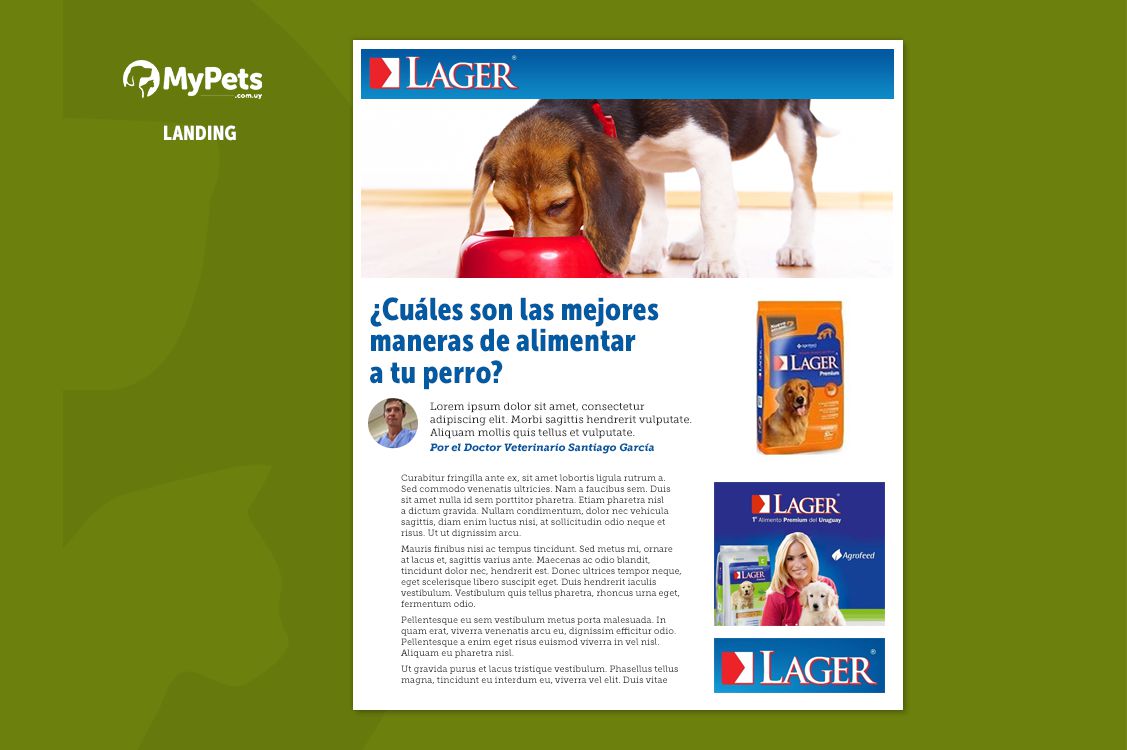 MyPets
.com.uy
LANDING
LAGER®
¿Cuáles son las mejores
maneras de alimentar
a tu perro?
Lorem ipsum dolor sit amet, consectetur
adipiscing elit. Morbi sagittis hendrerit vulputate.
Aliquam mollis quis tellus et vulputate.
Por el Doctor Veterinario Santiago García
Curabitur fringilla ante ex, sit amet lobortis ligula rutrum a.
Sed commodo venenatis ultricies. Nam a faucibus sem. Duis
sit amet nulla id sem porttitor pharetra. Etiam pharetra nisl
a dictum gravida. Nullam condimentum, dolor nec vehicula
sagittis, diam enim luctus nisi, at sollicitudin odio neque et
risus. Ut ut dignissim arcu.
Mauris finibus nisi ac tempus tincidunt. Sed metus mi, ornare
at lacus et, sagittis varius ante. Maecenas ac odio blandit,
tincidunt dolor nec, hendrerit est. Donec ultrices tempor neque,
eget scelerisque libero suscipit eget. Duis hendrerit iaculis
vestibulum. Vestibulum quis tellus pharetra, rhoncus urna eget,
fermentum odio.
Pellentesque eu sem vestibulum metus porta malesuada. In
quam erat, viverra venenatis arcu eu, dignissim efficitur odio.
Pellentesque a enim eget risus euismod viverra in vel nisl.
Aliquam eu pharetra nisl.
Ut gravida purus et lacus tristique vestibulum. Phasellus tellus
magna, tincidunt eu interdum eu, viverra vel elit. Duis vitae
agrofeed
LAGER
Premium
LAGER®
1er Alimento Premium del Uruguay
Agrofeed
LAGER
LAGER®